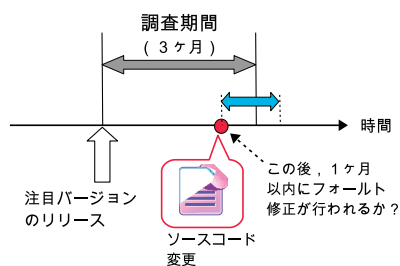 調査期間
(３ヶ月)
時間
注目バージョン
のリリース
この後，１ヶ月
以内にフォールト
修正が行われるか？
ソースコード
変更